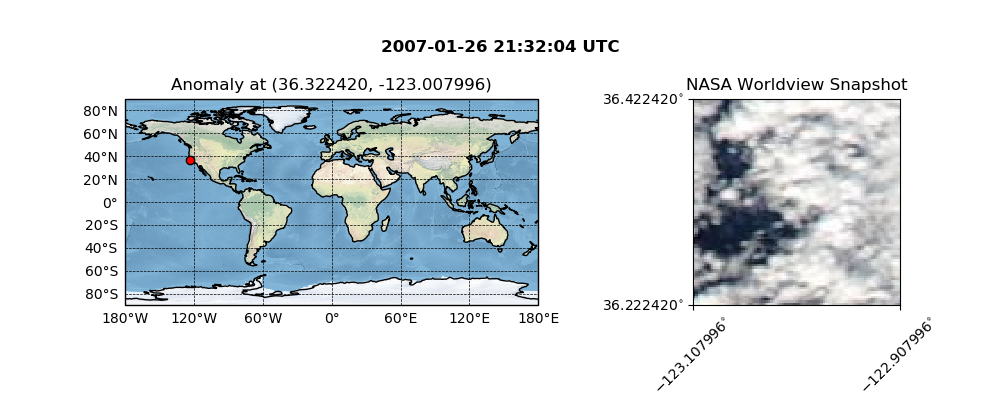 2007-01-26 21:32:04 UTC
Anomaly at (36.322420, -123.007996)
80°N
60°N
40°N
20°N
0°
20°S
40°S
60°S
80°S
180°W 120°W 60°W 0° 60°E 120°E 180°E
NASA Worldview Snapshot
36.422420°
36.222420°
−123.107996°
−122.907996°